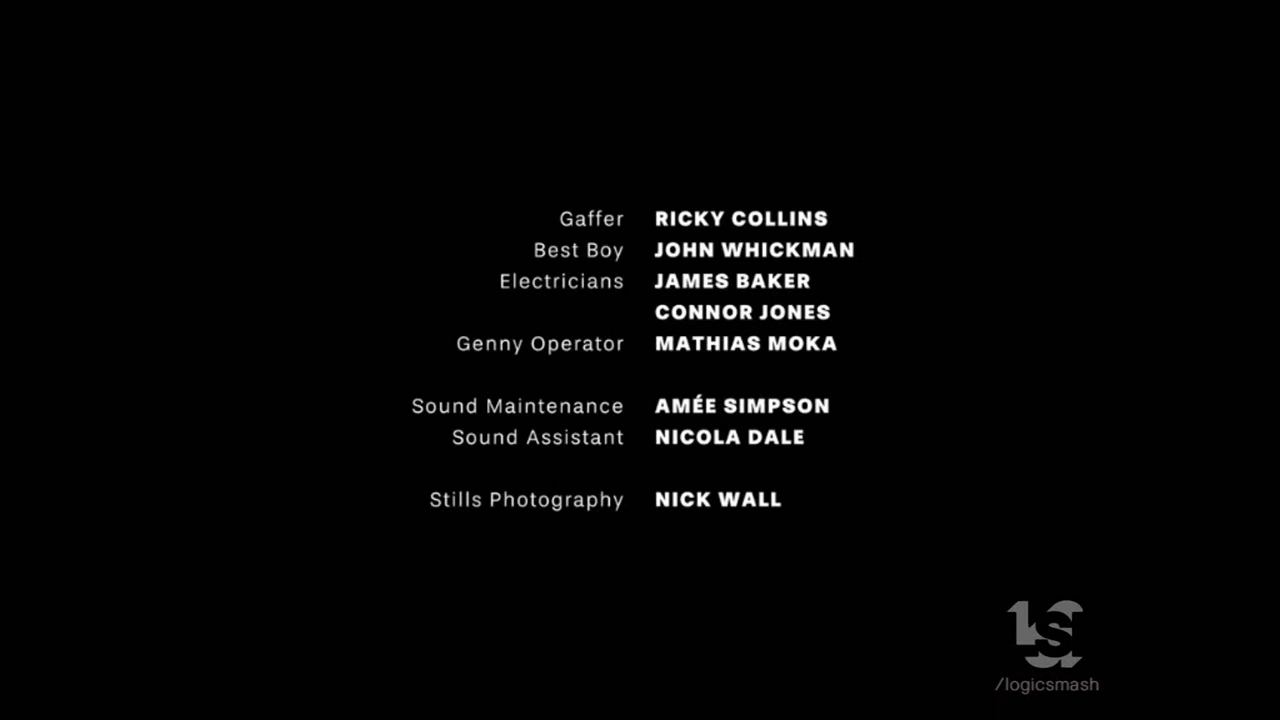 Gaffer RICKY COLLINS
Best Boy JOHN WHICKMAN
Electricians JAMES BAKER
CONNOR JONES
Genny Operator MATHIAS MOKA
Sound Maintenance AMÉE SIMPSON
Sound Assistant NICOLA DALE
Stills Photography NICK WALL
1S
/logicsmash